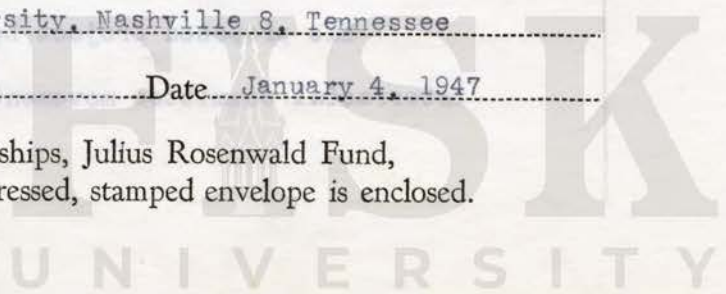 sity, Nashville 8, Tennessee
Date January 4, 1947
ships, Julius Rosenwald Fund,
ressed, stamped envelope is enclosed.
FISK
UNIVERSITY